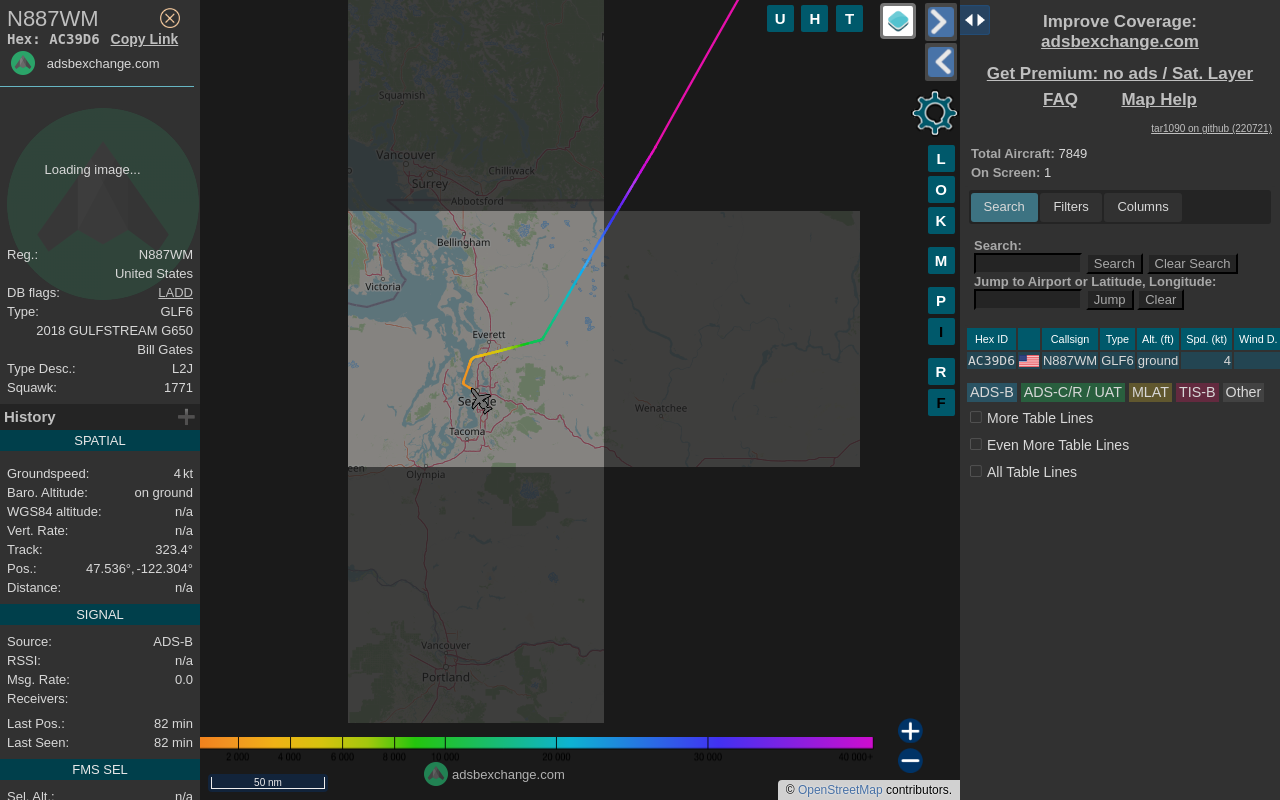 N887WM
Hex: AC39D6 Copy Link
adsbexchange.com
Loading image...
Reg.: N887WM
United States
DB flags: LADD
Type: GLF6
2018 GULFSTREAM G650
Bill Gates
Type Desc.: L2J
Squawk: 1771
History
SPATIAL
Groundspeed: 4 kt
Baro. Altitude: on ground
WGS84 altitude: n/a
Vert. Rate: n/a
Track: 323.4°
Pos.: 47.536°, -122.304°
Distance: n/a
SIGNAL
Source: ADS-B
RSSI: n/a
Msg. Rate: 0.0
Receivers:
Last Pos.: 82 min
Last Seen: 82 min
FMS SEL
Sel. Alt.: n/a
U H T
L
O
K
M
P
I
R
F
Squamish
Vancouver
Surrey
Chilliwack
Abbotsford
Bellingham
Victoria
Everett
Wenatchee
Tacoma
Olympia
Vancouver
Portland
2 000 4 000 6 000 8 000 10 000 20 000 30 000 40 000+
50 nm
adsbexchange.com
© OpenStreetMap contributors.
Improve Coverage:
adsbexchange.com
Get Premium: no ads / Sat. Layer
FAQ Map Help
tar1090 on github (220721)
Total Aircraft: 7849
On Screen: 1
Search Filters Columns
Search:
Search Clear Search
Jump to Airport or Latitude, Longitude:
Jump Clear
Hex ID Callsign Type Alt. (ft) Spd. (kt) Wind D.
AC39D6 N887WM GLF6 ground 4
ADS-B ADS-C/R / UAT MLAT TIS-B Other
More Table Lines
Even More Table Lines
All Table Lines